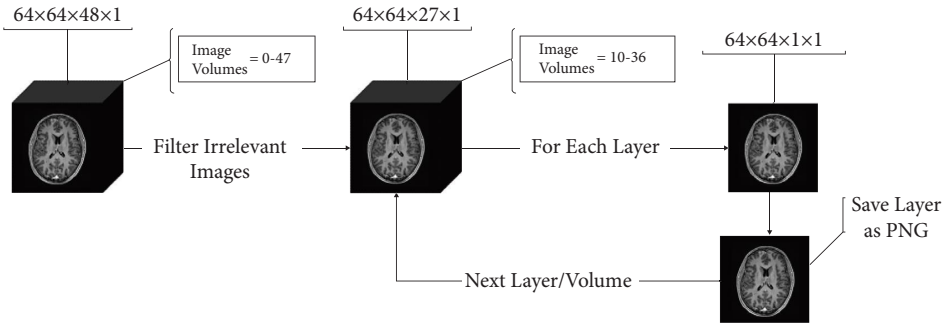 64×64×48×1
Image
Volumes = 0-47
Filter Irrelevant
Images
64×64×27×1
Image
Volumes = 10-36
For Each Layer
64×64×1×1
Save Layer
as PNG
Next Layer/Volume